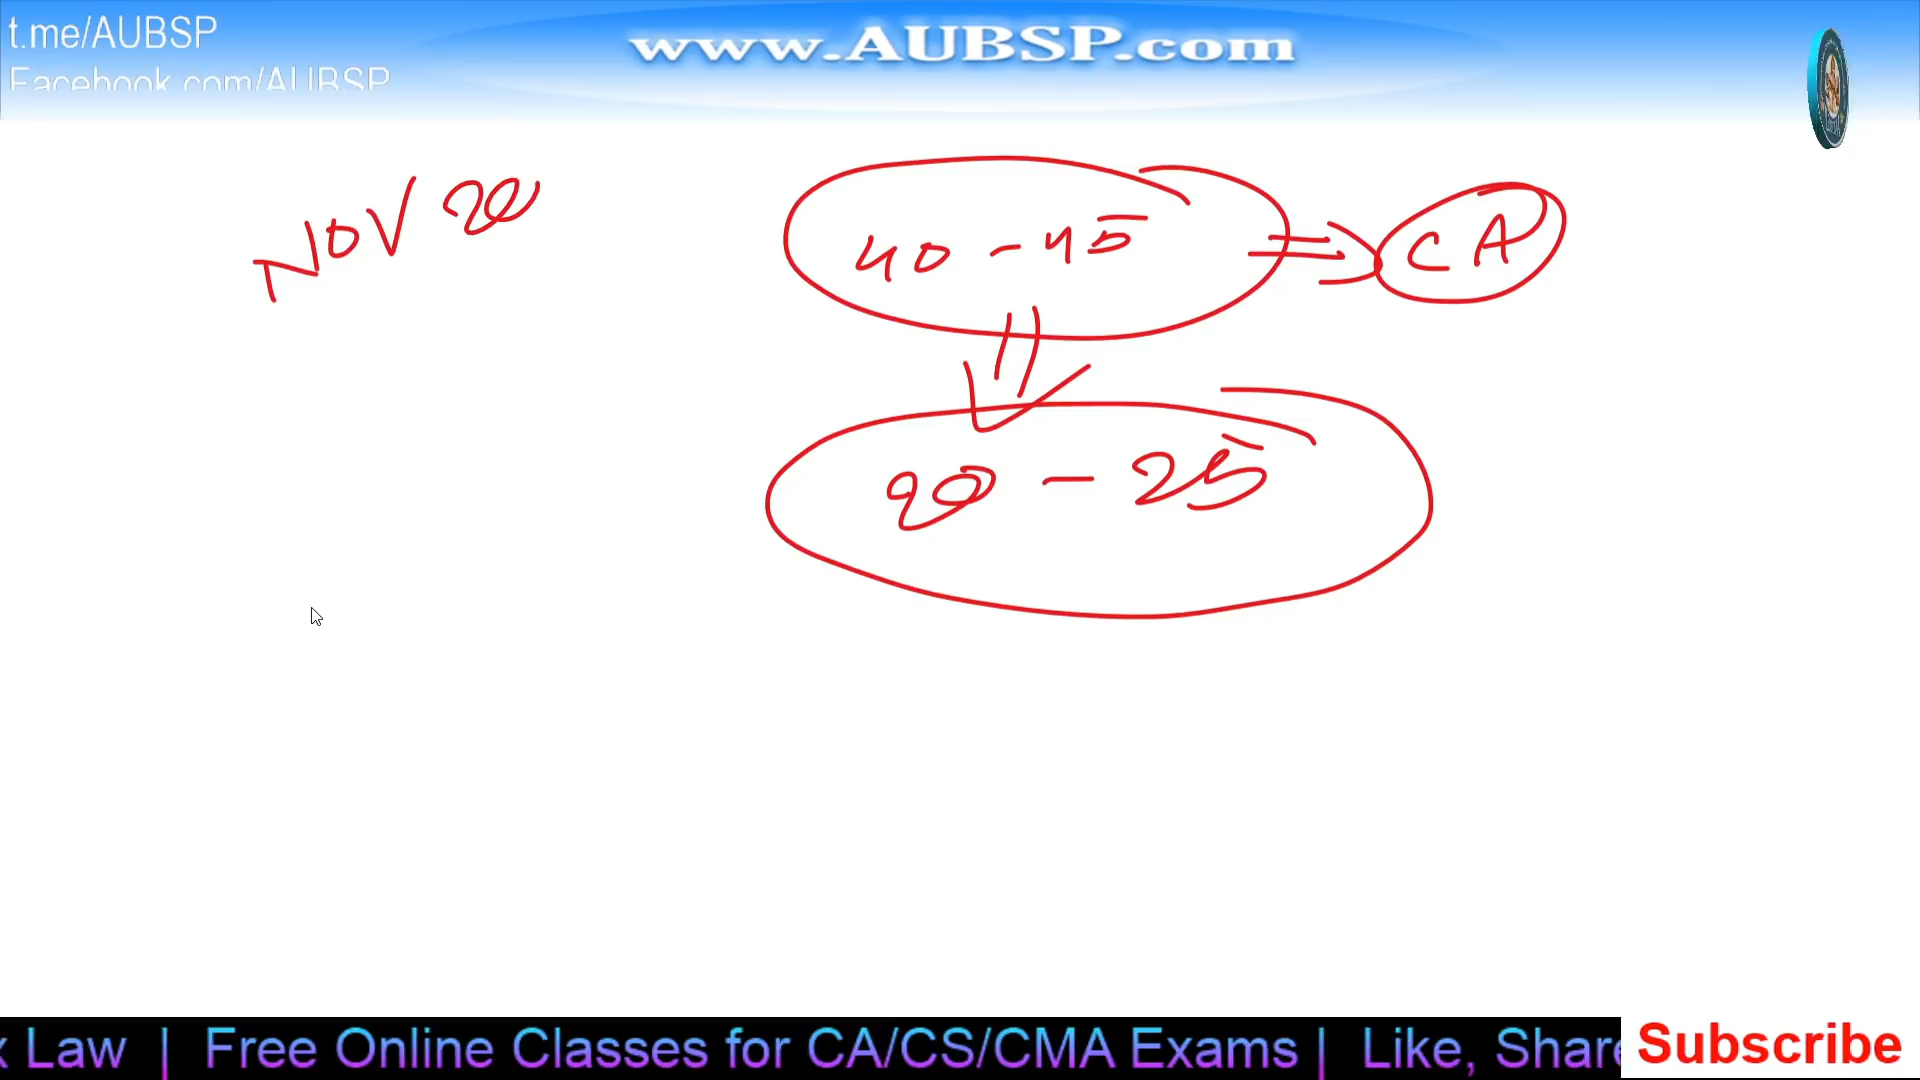 t.me/AUBSP
www.AUBSP.com
Facebook.com/AUBSP
NOV 20
40 - 45
CA
20 - 25
x Law | Free Online Classes for CA/CS/CMA Exams | Like, Share
Subscribe